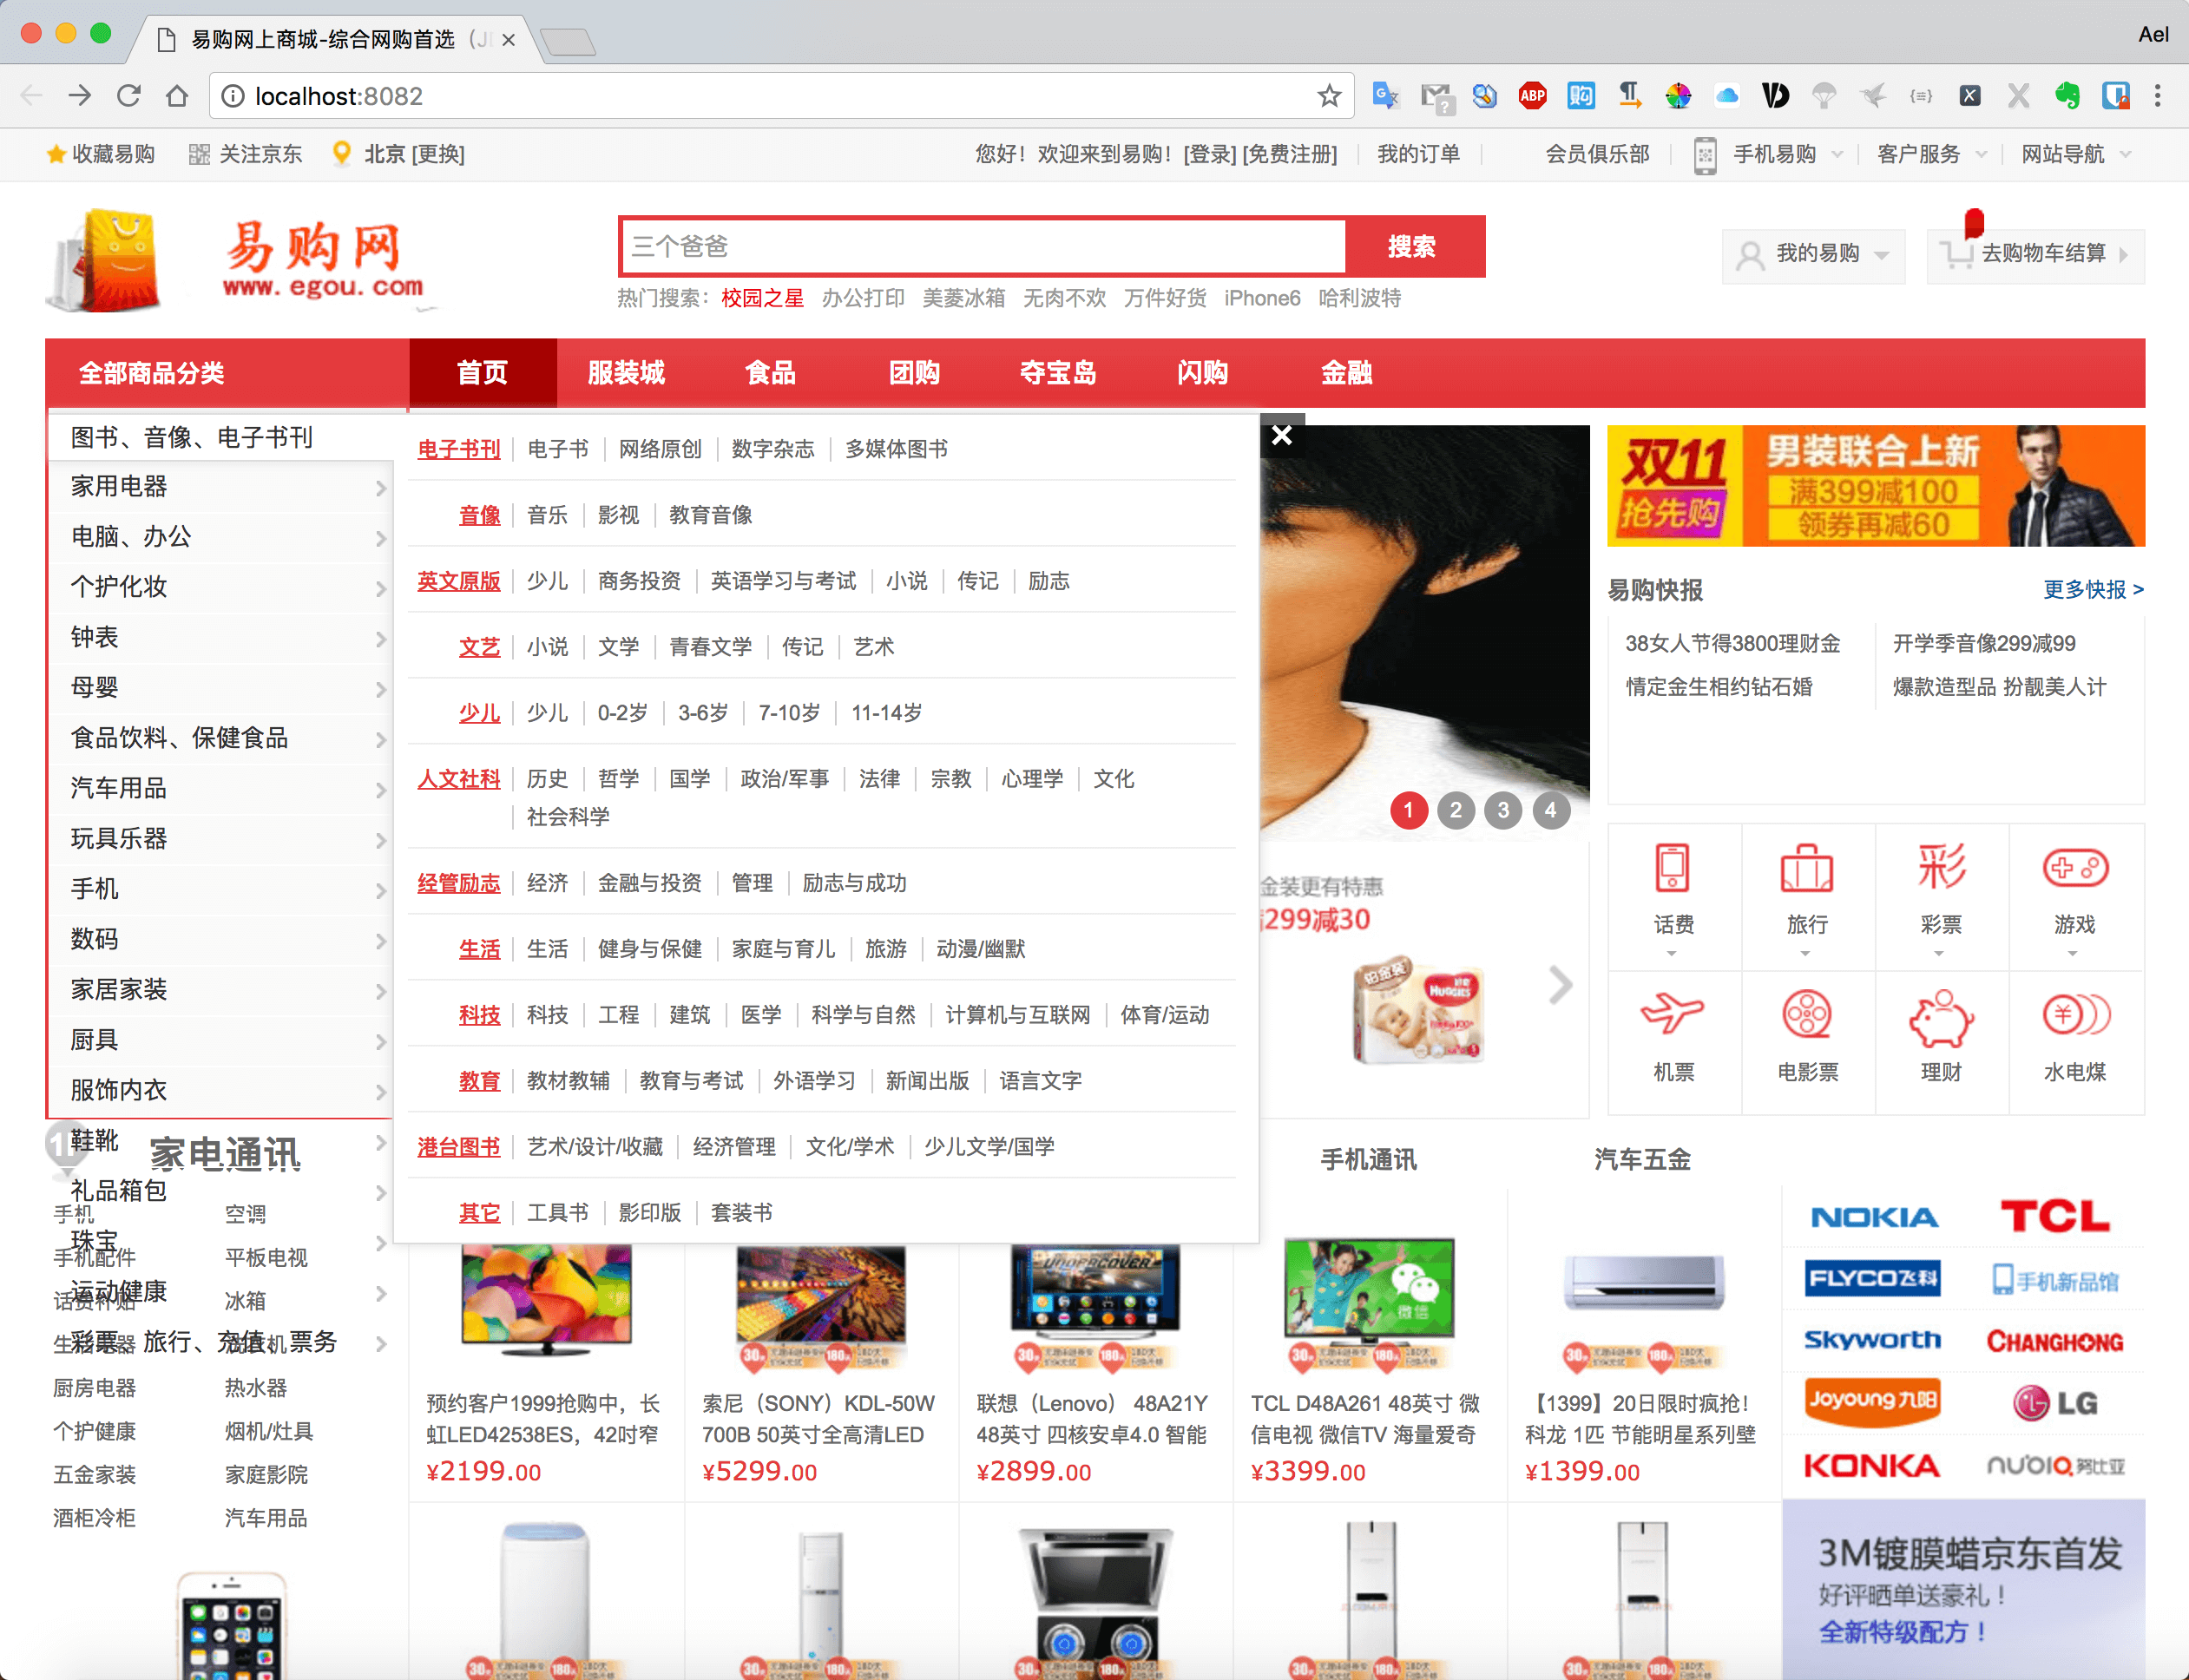 易购网上商城-综合网购首选
Ael
localhost:8082
收藏易购 关注京东 北京 [更换] 您好！欢迎来到易购！[登录] [免费注册] 我的订单 会员俱乐部 手机易购 客户服务 网站导航
易购网
www.egou.com
三个爸爸 搜索
我的易购 去购物车结算
热门搜索： 校园之星 办公打印 美菱冰箱 无肉不欢 万件好货 iPhone6 哈利波特
全部商品分类 首页 服装城 食品 团购 夺宝岛 闪购 金融
图书、音像、电子书刊
家用电器
电脑、办公
个护化妆
钟表
母婴
食品饮料、保健食品
汽车用品
玩具乐器
手机
数码
家居家装
厨具
服饰内衣
鞋靴
礼品箱包
珠宝
运动健康
彩票、旅行、充值、票务
电子书刊 电子书 网络原创 数字杂志 多媒体图书
音像 音乐 影视 教育音像
英文原版 少儿 商务投资 英语学习与考试 小说 传记 励志
文艺 小说 文学 青春文学 传记 艺术
少儿 少儿 0-2岁 3-6岁 7-10岁 11-14岁
人文社科 历史 哲学 国学 政治/军事 法律 宗教 心理学 文化
社会科学
经管励志 经济 金融与投资 管理 励志与成功
生活 生活 健身与保健 家庭与育儿 旅游 动漫/幽默
科技 科技 工程 建筑 医学 科学与自然 计算机与互联网 体育/运动
教育 教材教辅 教育与考试 外语学习 新闻出版 语言文字
港台图书 艺术/设计/收藏 经济管理 文化/学术 少儿文学/国学
其它 工具书 影印版 套装书
1 2 3 4
金装更有特惠
299减30
铂金装
HUGGIES
双11
抢先购
男装联合上新
满399减100
领券再减60
易购快报 更多快报 >
38女人节得3800理财金 开学季音像299减99
情定金生相约钻石婚 爆款造型品 扮靓美人计
彩
话费 旅行 彩票 游戏
机票 电影票 理财 水电煤
家电通讯 手机通讯 汽车五金
手机 空调
手机配件 平板电视
话费补贴 冰箱
厨房电器 热水器
个护健康 烟机/灶具
五金家装 家庭影院
酒柜冷柜 汽车用品
UNDERCOVER
微信
30天 180天
预约客户1999抢购中，长
虹LED42538ES，42吋窄
¥2199.00
索尼（SONY）KDL-50W
700B 50英寸全高清LED
¥5299.00
联想（Lenovo） 48A21Y
48英寸 四核安卓4.0 智能
¥2899.00
TCL D48A261 48英寸 微
信电视 微信TV 海量爱奇
¥3399.00
【1399】20日限时疯抢！
科龙 1匹 节能明星系列壁
¥1399.00
NOKIA TCL
FLYCO飞科 手机新品馆
Skyworth CHANGHONG
Joyoung九阳 LG
KONKA nubia 努比亚
3M镀膜蜡京东首发
好评晒单送豪礼！
全新特级配方！